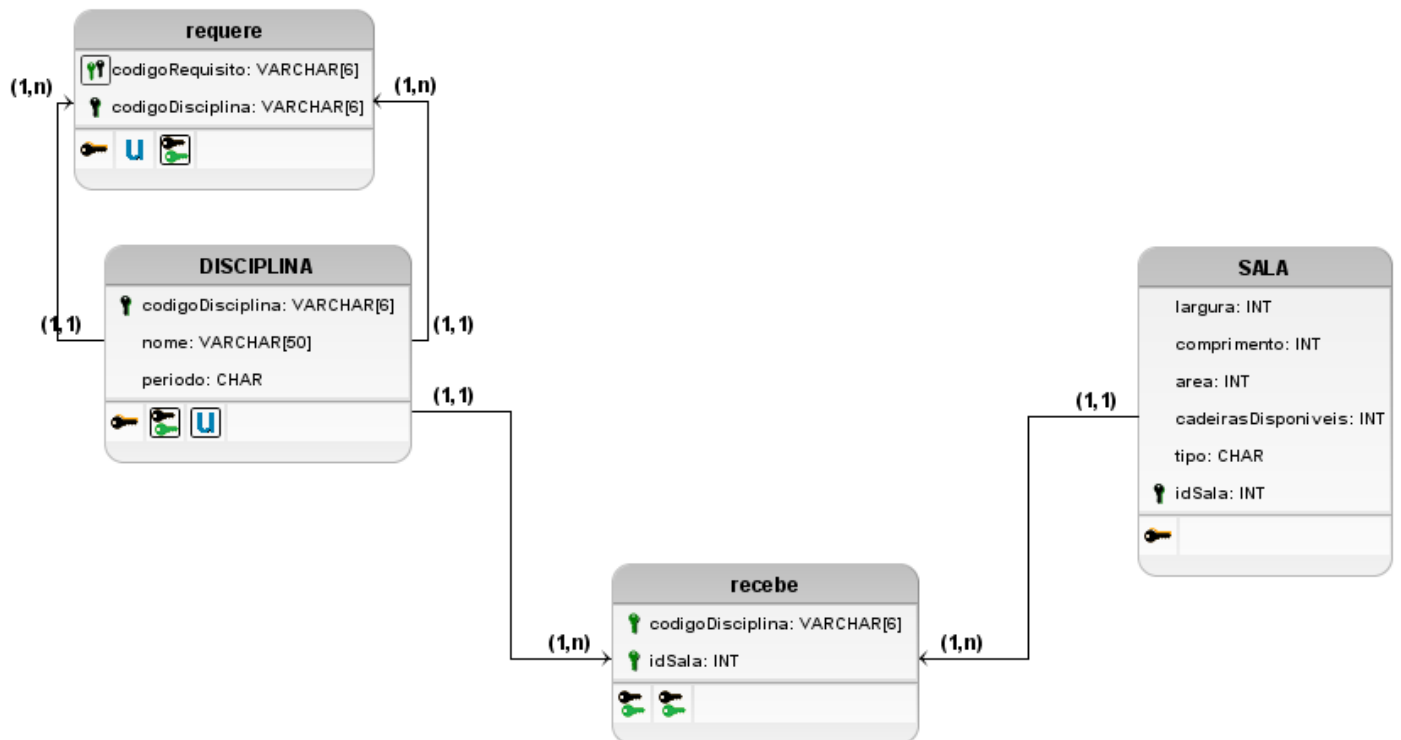 requere
codigoRequisito: VARCHAR[6]
codigoDisciplina: VARCHAR[6]
(1,n)
(1,n)
u
DISCIPLINA
codigoDisciplina: VARCHAR[6]
nome: VARCHAR[50]
periodo: CHAR
(1,1)
(1,1)
(1,1)
u
SALA
largura: INT
comprimento: INT
area: INT
cadeirasDisponiveis: INT
tipo: CHAR
idSala: INT
(1,1)
recebe
codigoDisciplina: VARCHAR[6]
idSala: INT
(1,n)
(1,n)